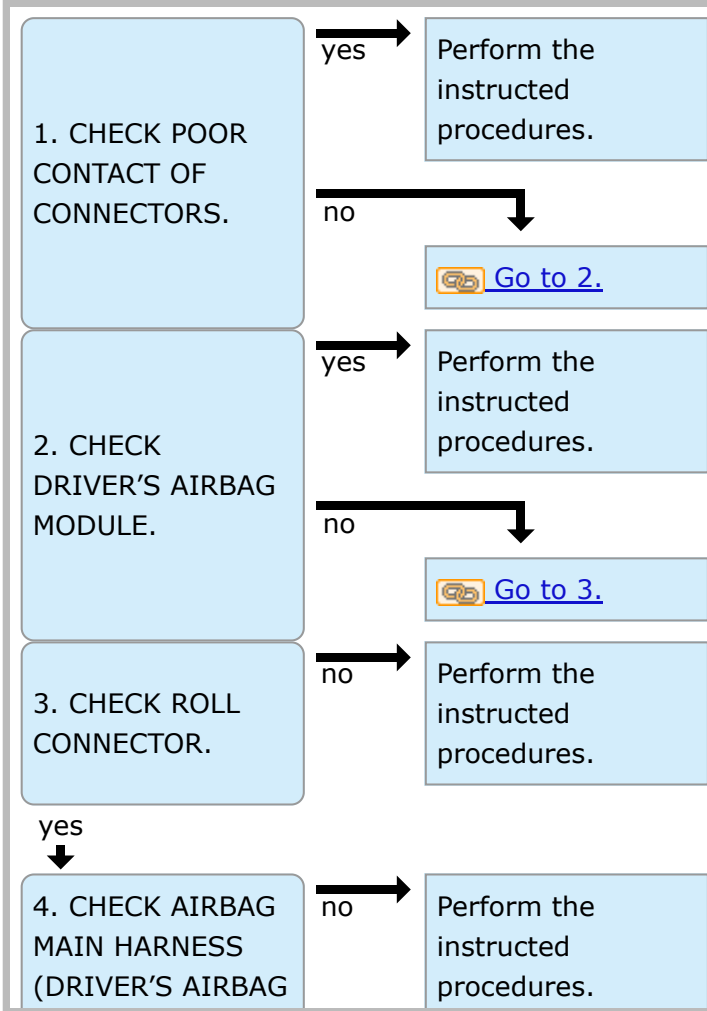 yes
Perform the
instructed
procedures.
1. CHECK POOR
CONTACT OF
CONNECTORS.
no
Go to 2.
yes
Perform the
instructed
procedures.
2. CHECK
DRIVER’S AIRBAG
MODULE.
no
Go to 3.
no
Perform the
instructed
procedures.
3. CHECK ROLL
CONNECTOR.
yes
4. CHECK AIRBAG
MAIN HARNESS
(DRIVER’S AIRBAG
no
Perform the
instructed
procedures.